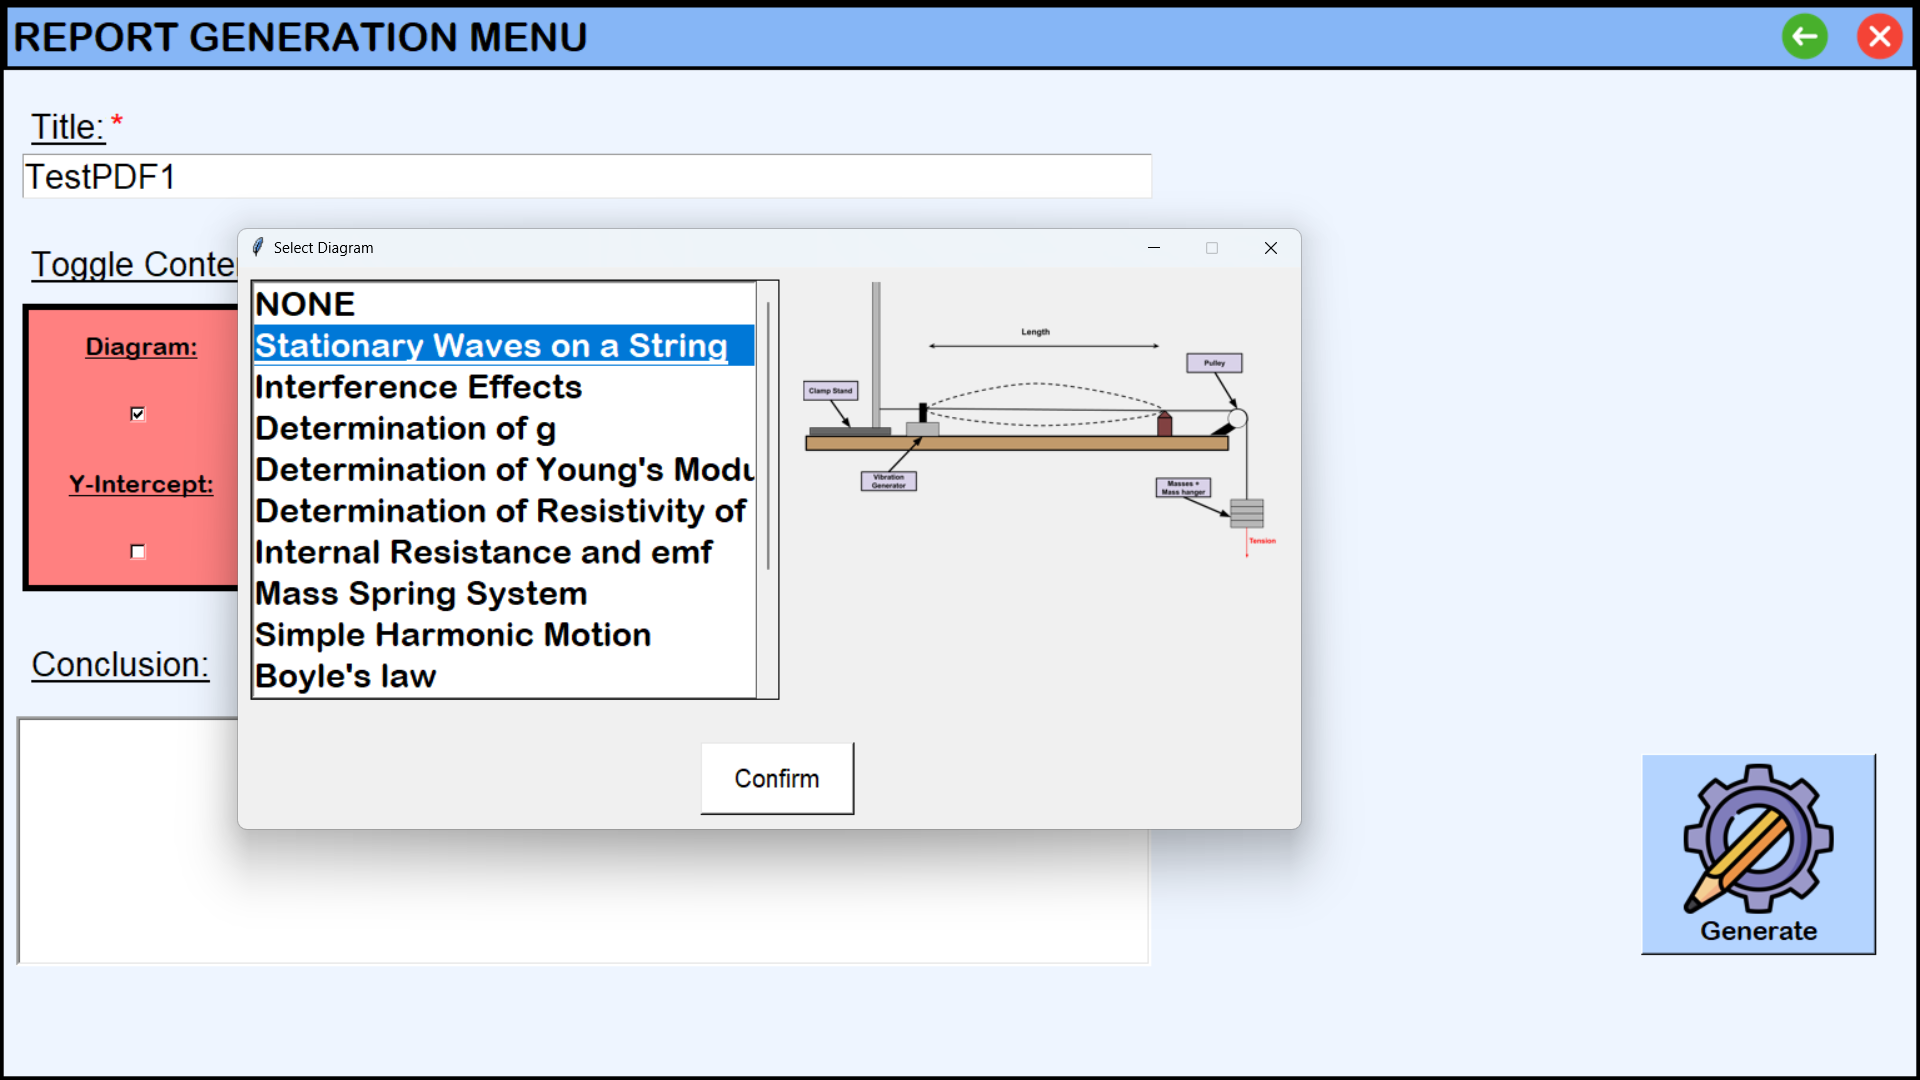 REPORT GENERATION MENU
Title: *
TestPDF1
Toggle Conte
Select Diagram
Diagram:
Y-Intercept:
NONE
Stationary Waves on a String
Interference Effects
Determination of g
Determination of Young's Modu
Determination of Resistivity of
Internal Resistance and emf
Mass Spring System
Simple Harmonic Motion
Boyle's law
Length
Pulley
Clamp Stand
Vibration
Generator
Masses +
Mass hanger
Tension
Confirm
Conclusion:
Generate